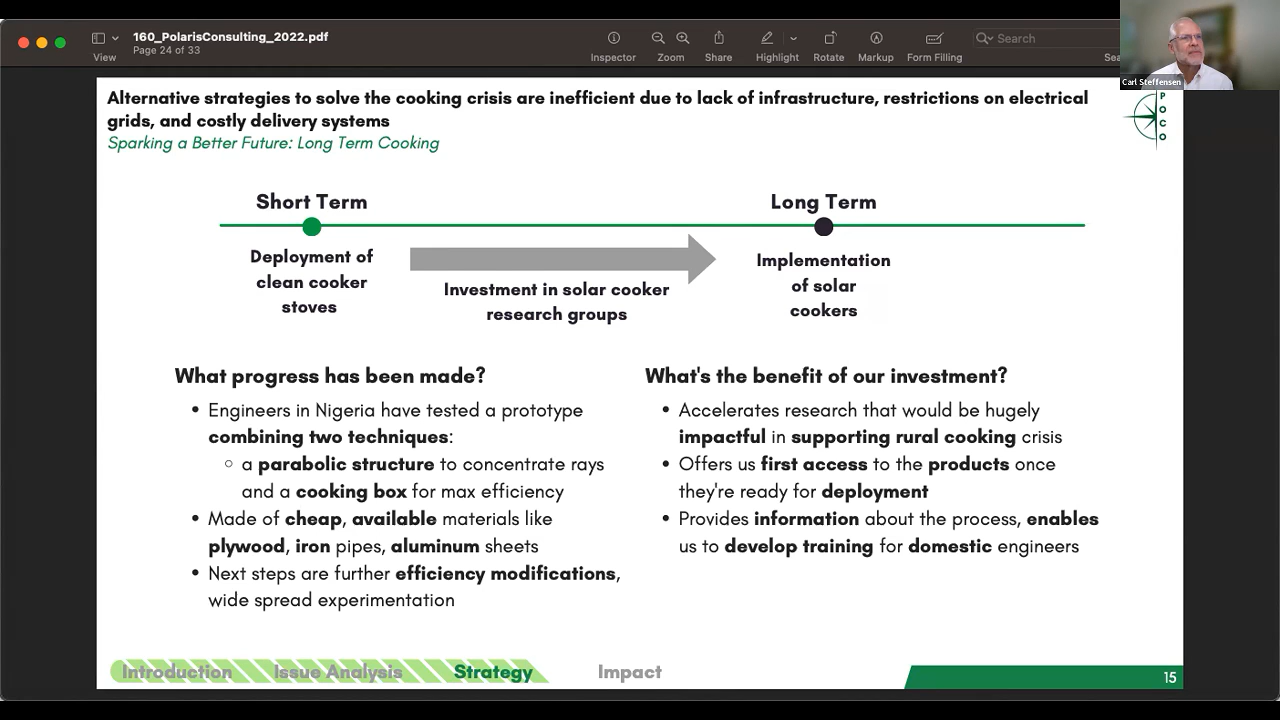 160_PolarisConsulting_2022.pdf
Page 24 of 33
View
Inspector
Zoom
Share
Highlight
Rotate
Markup
Form Filling
Search
Sea
Carl Steffensen
Alternative strategies to solve the cooking crisis are inefficient due to lack of infrastructure, restrictions on electrical
grids, and costly delivery systems
Sparking a Better Future: Long Term Cooking
P
O
C
O
Short Term
Long Term
Deployment of
clean cooker
stoves
Investment in solar cooker
research groups
Implementation
of solar
cookers
What progress has been made?
• Engineers in Nigeria have tested a prototype
combining two techniques:
○ a parabolic structure to concentrate rays
and a cooking box for max efficiency
• Made of cheap, available materials like
plywood, iron pipes, aluminum sheets
• Next steps are further efficiency modifications,
wide spread experimentation
What's the benefit of our investment?
• Accelerates research that would be hugely
impactful in supporting rural cooking crisis
• Offers us first access to the products once
they're ready for deployment
• Provides information about the process, enables
us to develop training for domestic engineers
Introduction
Issue Analysis
Strategy
Impact
15